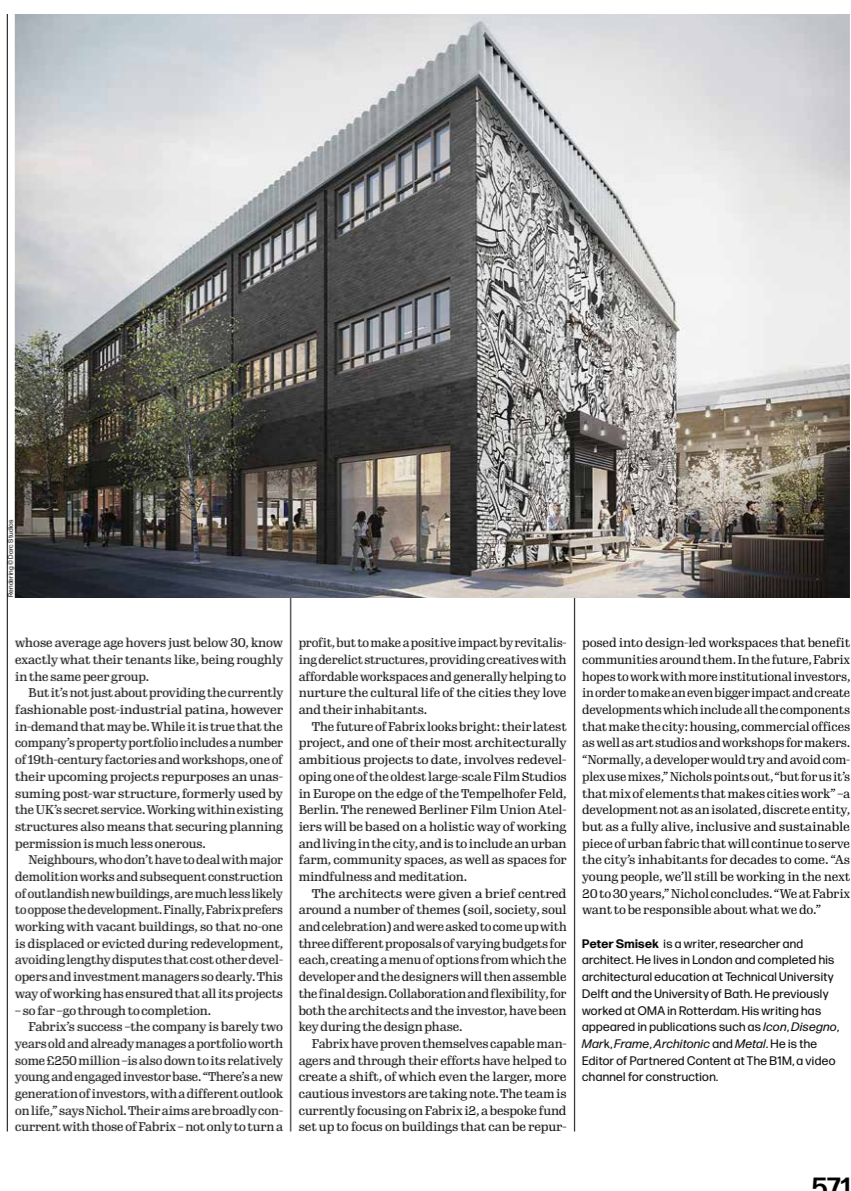 Rendering © Darc Studios
whose average age hovers just below 30, know
exactly what their tenants like, being roughly
in the same peer group.
But it's not just about providing the currently
fashionable post-industrial patina, however
in-demand that may be. While it is true that the
company's property portfolio includes a number
of 19th-century factories and workshops, one of
their upcoming projects repurposes an unas-
suming post-war structure, formerly used by
the UK's secret service. Working within existing
structures also means that securing planning
permission is much less onerous.
Neighbours, who don't have to deal with major
demolition works and subsequent construction
of outlandish new buildings, are much less likely
to oppose the development. Finally, Fabrix prefers
working with vacant buildings, so that no-one
is displaced or evicted during redevelopment,
avoiding lengthy disputes that cost other devel-
opers and investment managers so dearly. This
way of working has ensured that all its projects
– so far – go through to completion.
Fabrix's success – the company is barely two
years old and already manages a portfolio worth
some £250 million – is also down to its relatively
young and engaged investor base. “There's a new
generation of investors, with a different outlook
on life,” says Nichol. Their aims are broadly con-
current with those of Fabrix – not only to turn a
profit, but to make a positive impact by revitalis-
ing derelict structures, providing creatives with
affordable workspaces and generally helping to
nurture the cultural life of the cities they love
and their inhabitants.
The future of Fabrix looks bright: their latest
project, and one of their most architecturally
ambitious projects to date, involves redevel-
oping one of the oldest large-scale Film Studios
in Europe on the edge of the Tempelhofer Feld,
Berlin. The renewed Berliner Film Union Atel-
iers will be based on a holistic way of working
and living in the city, and is to include an urban
farm, community spaces, as well as spaces for
mindfulness and meditation.
The architects were given a brief centred
around a number of themes (soil, society, soul
and celebration) and were asked to come up with
three different proposals of varying budgets for
each, creating a menu of options from which the
developer and the designers will then assemble
the final design. Collaboration and flexibility, for
both the architects and the investor, have been
key during the design phase.
Fabrix have proven themselves capable man-
agers and through their efforts have helped to
create a shift, of which even the larger, more
cautious investors are taking note. The team is
currently focusing on Fabrix i2, a bespoke fund
set up to focus on buildings that can be repur-
posed into design-led workspaces that benefit
communities around them. In the future, Fabrix
hopes to work with more institutional investors,
in order to make an even bigger impact and create
developments which include all the components
that make the city: housing, commercial offices
as well as art studios and workshops for makers.
“Normally, a developer would try and avoid com-
plex use mixes,” Nichols points out, “but for us it's
that mix of elements that makes cities work” – a
development not as an isolated, discrete entity,
but as a fully alive, inclusive and sustainable
piece of urban fabric that will continue to serve
the city's inhabitants for decades to come. “As
young people, we'll still be working in the next
20 to 30 years,” Nichol concludes. “We at Fabrix
want to be responsible about what we do.”
Peter Smisek is a writer, researcher and
architect. He lives in London and completed his
architectural education at Technical University
Delft and the University of Bath. He previously
worked at OMA in Rotterdam. His writing has
appeared in publications such as Icon, Disegno,
Mark, Frame, Architonic and Metal. He is the
Editor of Partnered Content at The B1M, a video
channel for construction.
571